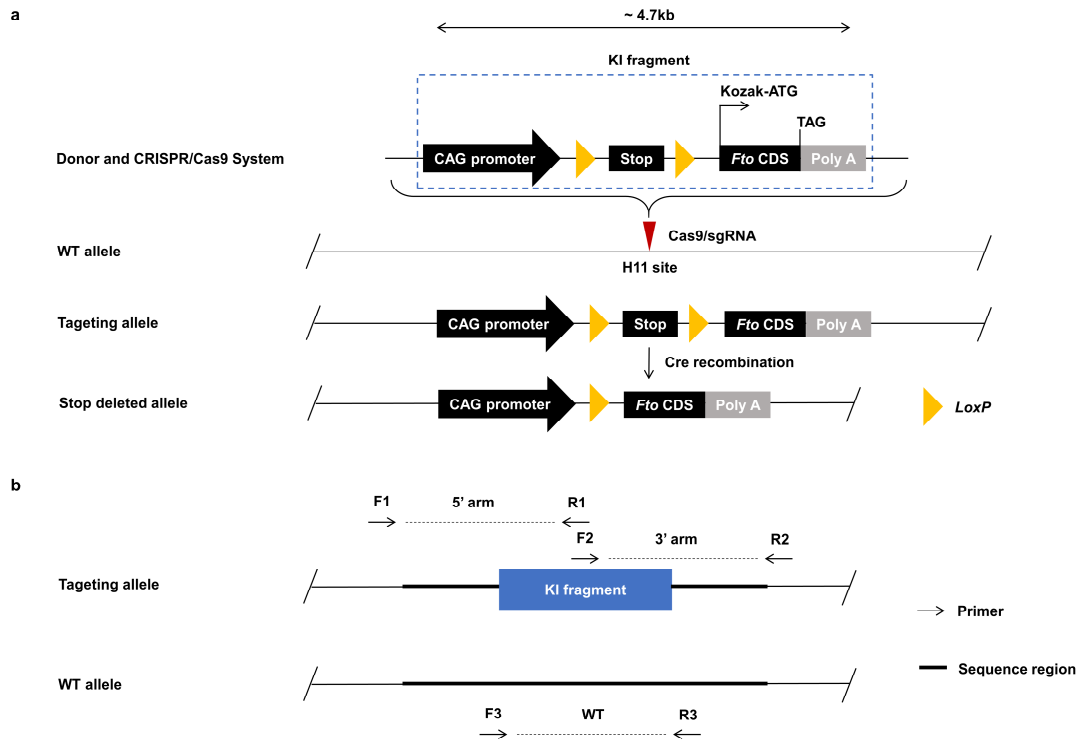 a
~ 4.7kb
KI fragment
Kozak-ATG
TAG
Donor and CRISPR/Cas9 System
CAG promoter
Stop
Fto CDS
Poly A
Cas9/sgRNA
WT allele
H11 site
Tageting allele
CAG promoter
Stop
Fto CDS
Poly A
Cre recombination
Stop deleted allele
CAG promoter
Fto CDS
Poly A
LoxP
b
F1
5’ arm
R1
F2
3’ arm
R2
Tageting allele
KI fragment
Primer
Sequence region
WT allele
F3
WT
R3